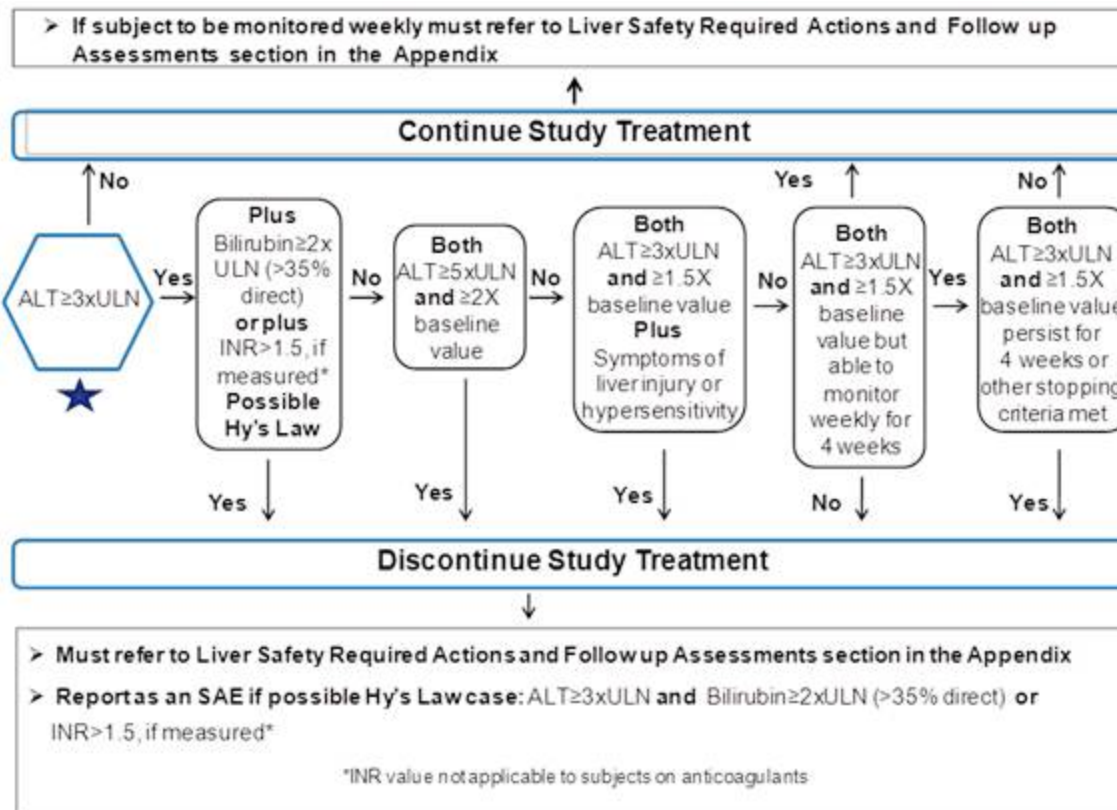 ➤ If subject to be monitored weekly must refer to Liver Safety Required Actions and Follow up
Assessments section in the Appendix
Continue Study Treatment
No
Yes
No
ALT≥3xULN
Yes
Plus
Bilirubin≥2x
ULN (>35%
direct)
or plus
INR>1.5, if
measured*
Possible
Hy's Law
No
Both
ALT≥5xULN
and ≥2X
baseline
value
No
Both
ALT≥3xULN
and ≥1.5X
baseline value
Plus
Symptoms of
liver injury or
hypersensitivity
No
Both
ALT≥3xULN
and ≥1.5X
baseline
value but
able to
monitor
weekly for
4 weeks
Yes
Both
ALT≥3xULN
and ≥1.5X
baseline value
persist for
4 weeks or
other stopping
criteria met
Yes
Yes
Yes
No
Yes
Discontinue Study Treatment
➤ Must refer to Liver Safety Required Actions and Follow up Assessments section in the Appendix
➤ Report as an SAE if possible Hy's Law case: ALT≥3xULN and Bilirubin≥2xULN (>35% direct) or
INR>1.5, if measured*
*INR value not applicable to subjects on anticoagulants